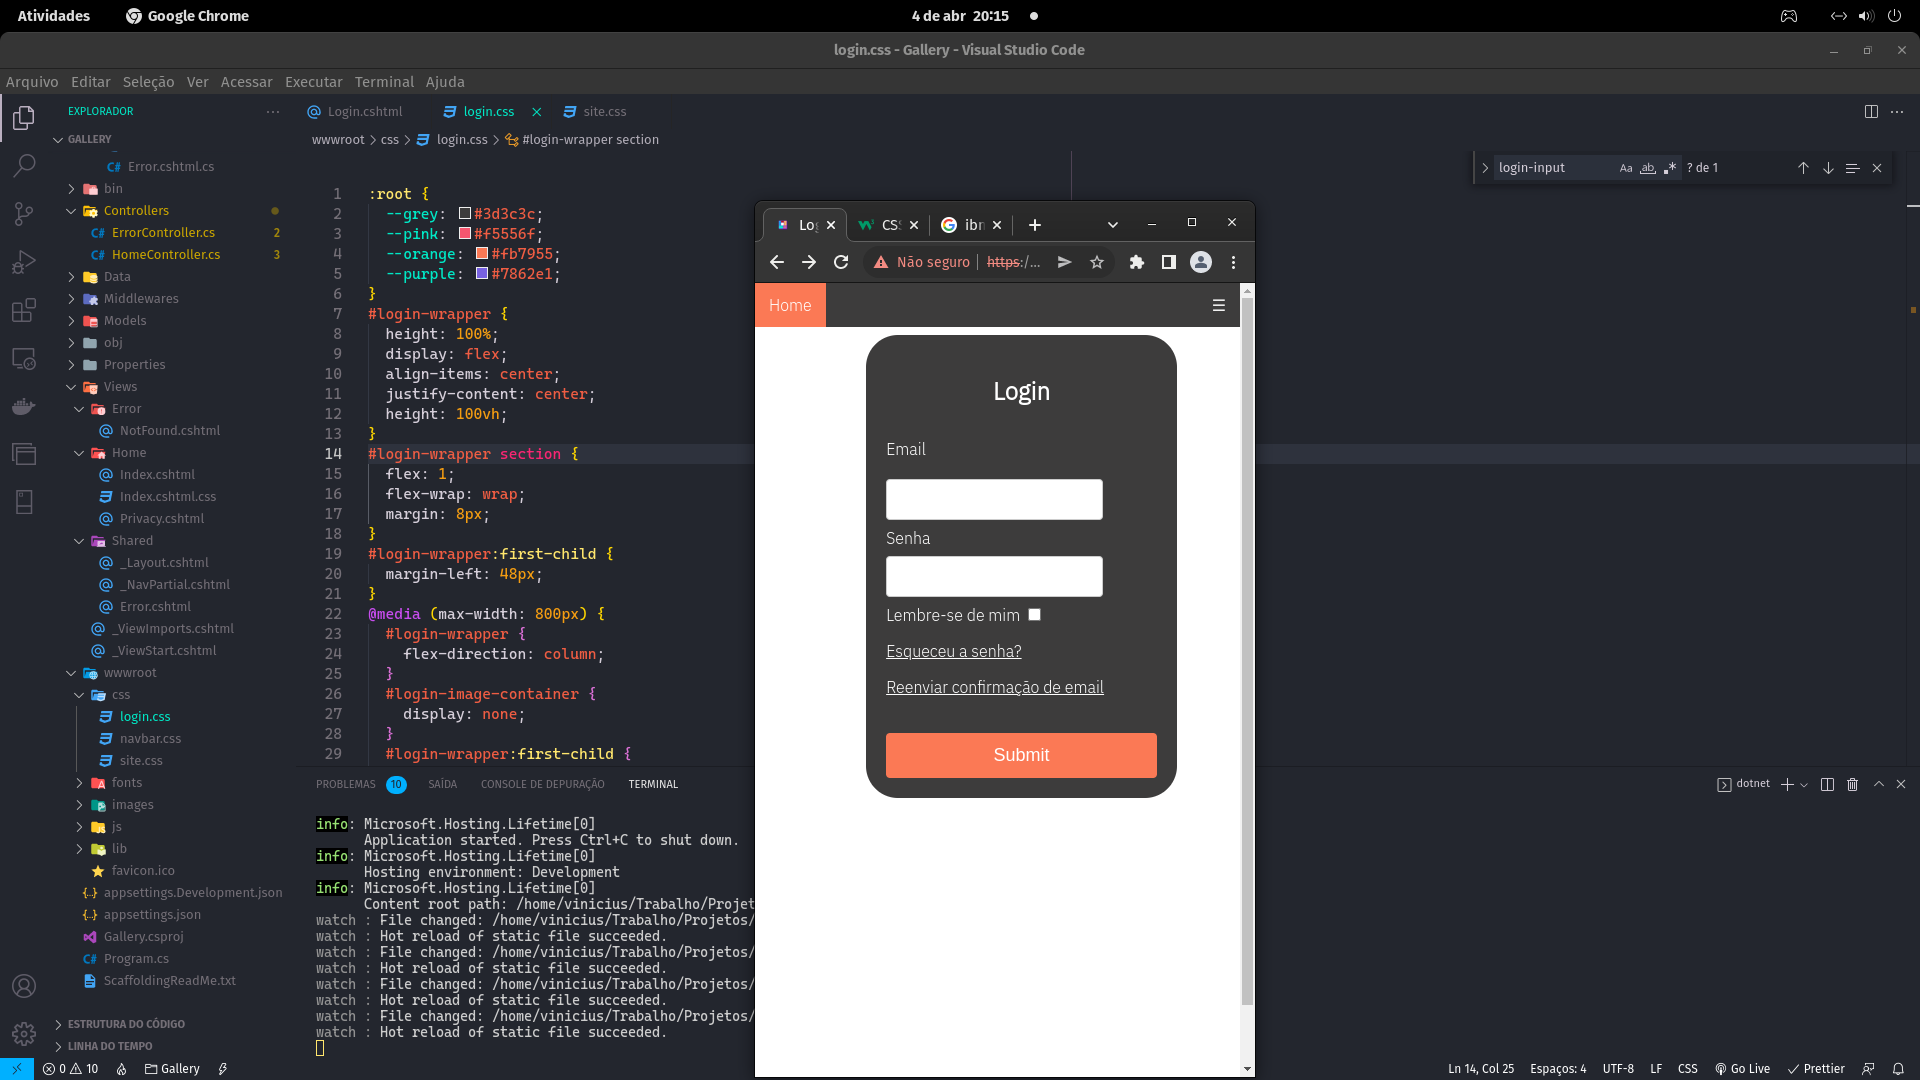 Atividades
Google Chrome
4 de abr 20:15
login.css - Gallery - Visual Studio Code
Arquivo Editar Seleção Ver Acessar Executar Terminal Ajuda
EXPLORADOR
GALLERY
Error.cshtml.cs
bin
Controllers
ErrorController.cs 2
HomeController.cs 3
Data
Middlewares
Models
obj
Properties
Views
Error
NotFound.cshtml
Home
Index.cshtml
Index.cshtml.css
Privacy.cshtml
Shared
_Layout.cshtml
_NavPartial.cshtml
Error.cshtml
_ViewImports.cshtml
_ViewStart.cshtml
wwwroot
css
login.css
navbar.css
site.css
fonts
images
js
lib
favicon.ico
appsettings.Development.json
appsettings.json
Gallery.csproj
Program.cs
ScaffoldingReadMe.txt
ESTRUTURA DO CÓDIGO
LINHA DO TEMPO
Login.cshtml login.css site.css
wwwroot > css > login.css > #login-wrapper section
login-input Aa ab .* ? de 1
1 :root {
2 --grey: #3d3c3c;
3 --pink: #f5556f;
4 --orange: #fb7955;
5 --purple: #7862e1;
6 }
7 #login-wrapper {
8 height: 100%;
9 display: flex;
10 align-items: center;
11 justify-content: center;
12 height: 100vh;
13 }
14 #login-wrapper section {
15 flex: 1;
16 flex-wrap: wrap;
17 margin: 8px;
18 }
19 #login-wrapper:first-child {
20 margin-left: 48px;
21 }
22 @media (max-width: 800px) {
23 #login-wrapper {
24 flex-direction: column;
25 }
26 #login-image-container {
27 display: none;
28 }
29 #login-wrapper:first-child {
Log CSS ibm
Não seguro https:/...
Home ☰
Login
Email
Senha
Lembre-se de mim
Esqueceu a senha?
Reenviar confirmação de email
Submit
PROBLEMAS 10 SAÍDA CONSOLE DE DEPURAÇÃO TERMINAL
dotnet
info: Microsoft.Hosting.Lifetime[0]
Application started. Press Ctrl+C to shut down.
info: Microsoft.Hosting.Lifetime[0]
Hosting environment: Development
info: Microsoft.Hosting.Lifetime[0]
Content root path: /home/vinicius/Trabalho/Projet
watch : File changed: /home/vinicius/Trabalho/Projetos/
watch : Hot reload of static file succeeded.
watch : File changed: /home/vinicius/Trabalho/Projetos/
watch : Hot reload of static file succeeded.
watch : File changed: /home/vinicius/Trabalho/Projetos/
watch : Hot reload of static file succeeded.
watch : File changed: /home/vinicius/Trabalho/Projetos/
watch : Hot reload of static file succeeded.
0 10 Gallery
Ln 14, Col 25 Espaços: 4 UTF-8 LF CSS Go Live Prettier